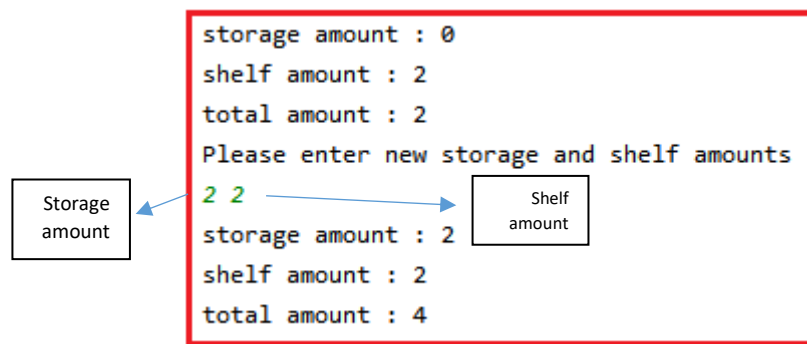 storage amount : 0
shelf amount : 2
total amount : 2
Please enter new storage and shelf amounts
2 2
storage amount : 2
shelf amount : 2
total amount : 4
Storage
amount
Shelf
amount